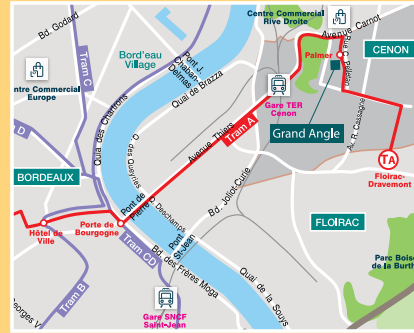 Centre Commercial
Rive Droite
Bd. Godard
Tram C
Avenue Carnot
CENON
Bord'eau
Village
Pont J.
Chaban-
Delmas
Quai de Brazza
Palmer
ntre Commercial
Europe
Gare TER
Cenon
Quai des Chartrons
Av. R. Cassagne
Grand Angle
Tram A
D
Avenue Thiers
Q. des Queyries
TA
Floirac-
Dravemont
BORDEAUX
Bd. Joliot-Curie
Pont de
Pierre
Q. Deschamps
FLOIRAC
Hôtel de
Ville
Porte de
Bourgogne
Tram CD
Pont
St-Jean
Bd. des Frères Moga
Quai de la Souys
Parc Bois
de la Burth
Tram B
Georges V
Gare SNCF
Saint-Jean